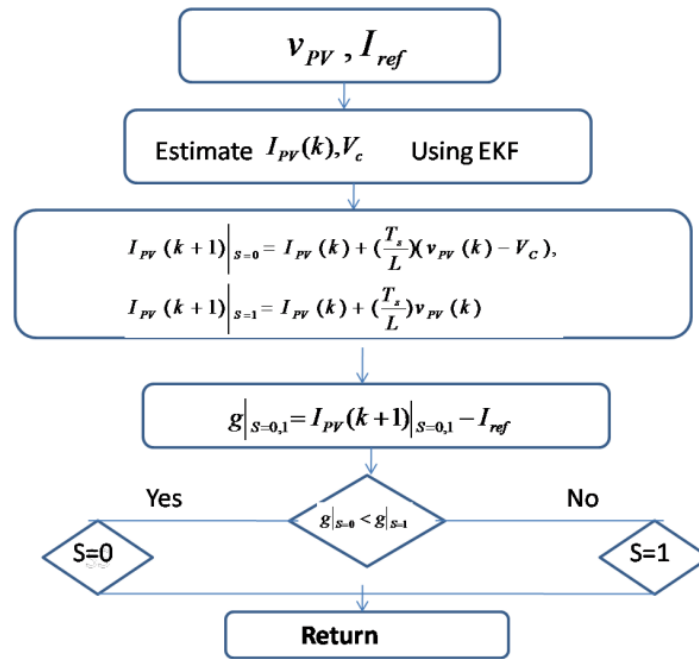 v_PV , I_ref
Estimate I_PV(k),V_c Using EKF
I_PV (k + 1)|_S=0 = I_PV (k) + (T_s/L)(v_PV (k) − V_C ),
I_PV (k + 1)|_S=1 = I_PV (k) + (T_s/L)v_PV (k)
g|_S=0,1 = I_PV (k+1)|_S=0,1 − I_ref
Yes
No
g|_S=0 < g|_S=1
S=0
S=1
Return